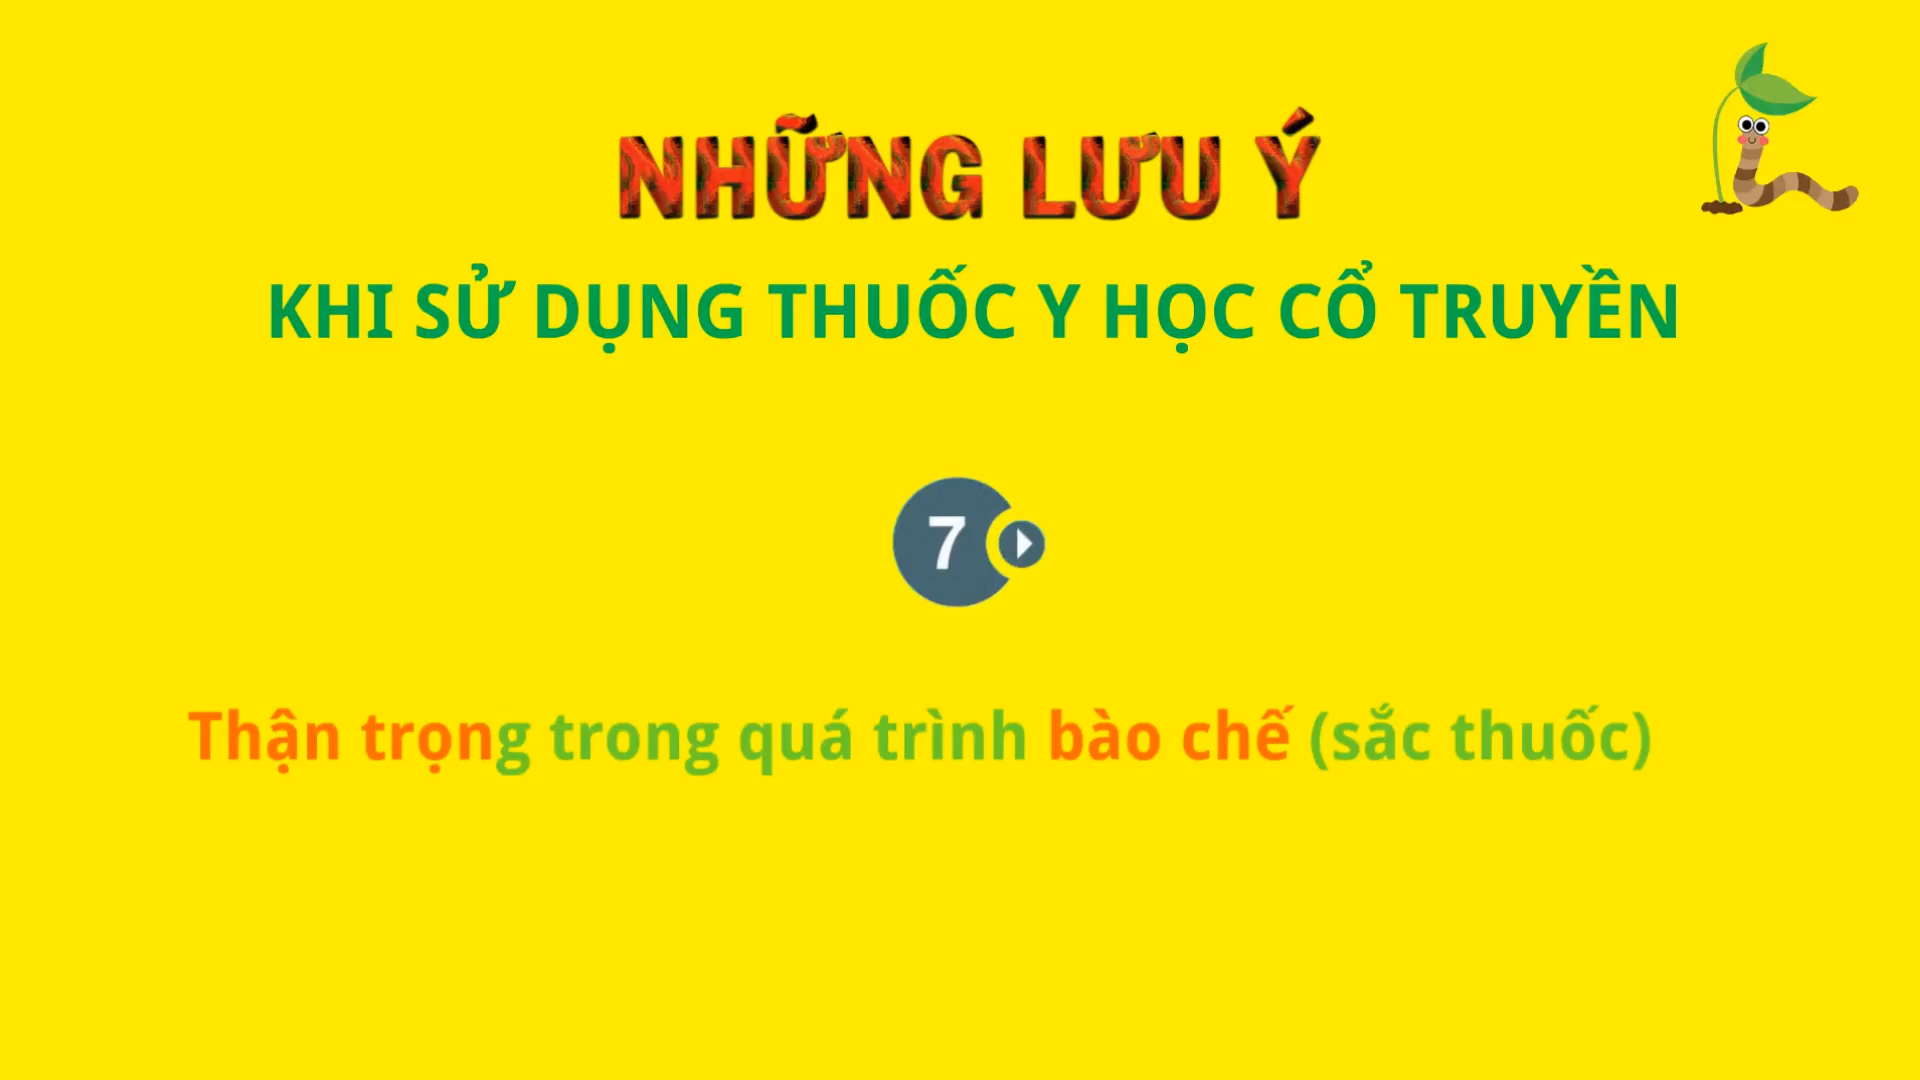 NHỮNG LƯU Ý
KHI SỬ DỤNG THUỐC Y HỌC CỔ TRUYỀN
7
Thận trọng trong quá trình bào chế (sắc thuốc)